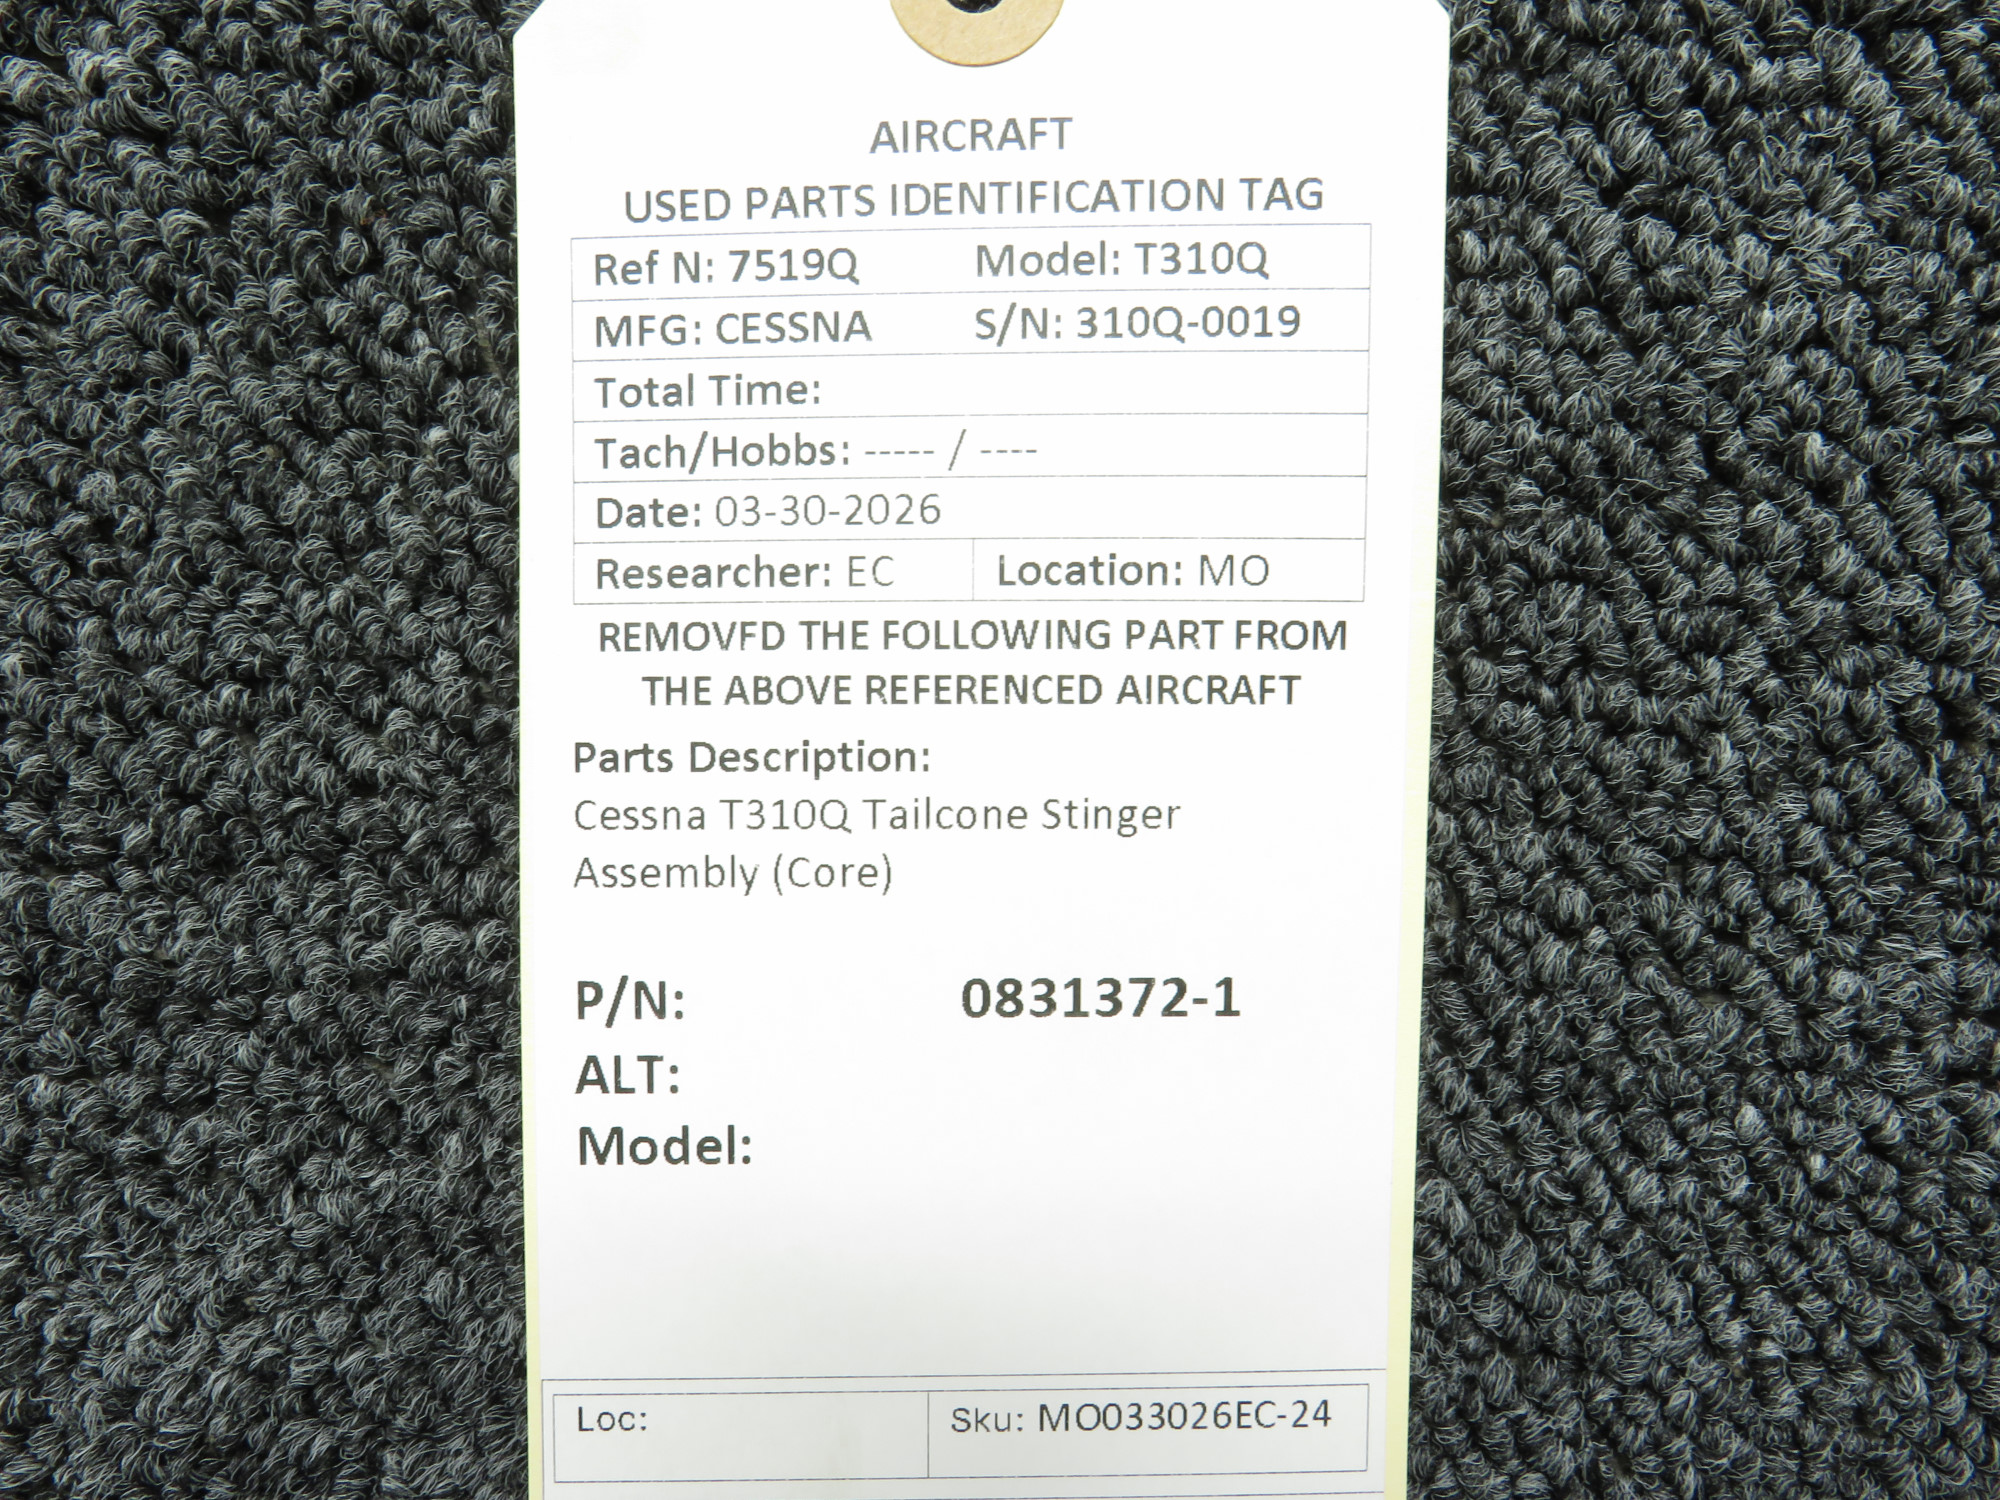 AIRCRAFT
USED PARTS IDENTIFICATION TAG
Ref N: 7519Q Model: T310Q
MFG: CESSNA S/N: 310Q-0019
Total Time:
Tach/Hobbs: ----- / ----
Date: 03-30-2026
Researcher: EC Location: MO
REMOVFD THE FOLLOWING PART FROM
THE ABOVE REFERENCED AIRCRAFT
Parts Description:
Cessna T310Q Tailcone Stinger
Assembly (Core)
P/N: 0831372-1
ALT:
Model:
Loc: Sku: MO033026EC-24